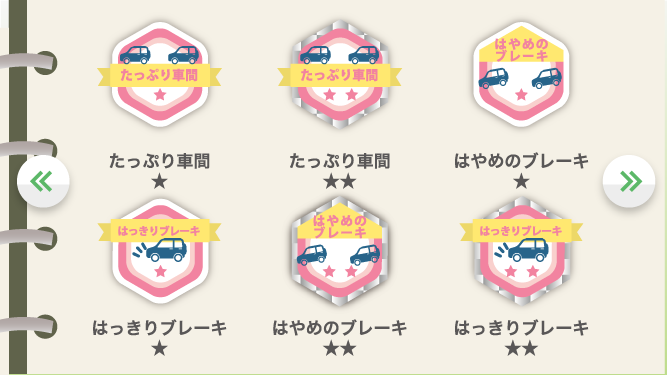 たっぷり車間
たっぷり車間
はやめの
ブレーキ
たっぷり車間
★
たっぷり車間
★★
はやめのブレーキ
★
はっきりブレーキ
はやめの
ブレーキ
はっきりブレーキ
はっきりブレーキ
★
はやめのブレーキ
★★
はっきりブレーキ
★★